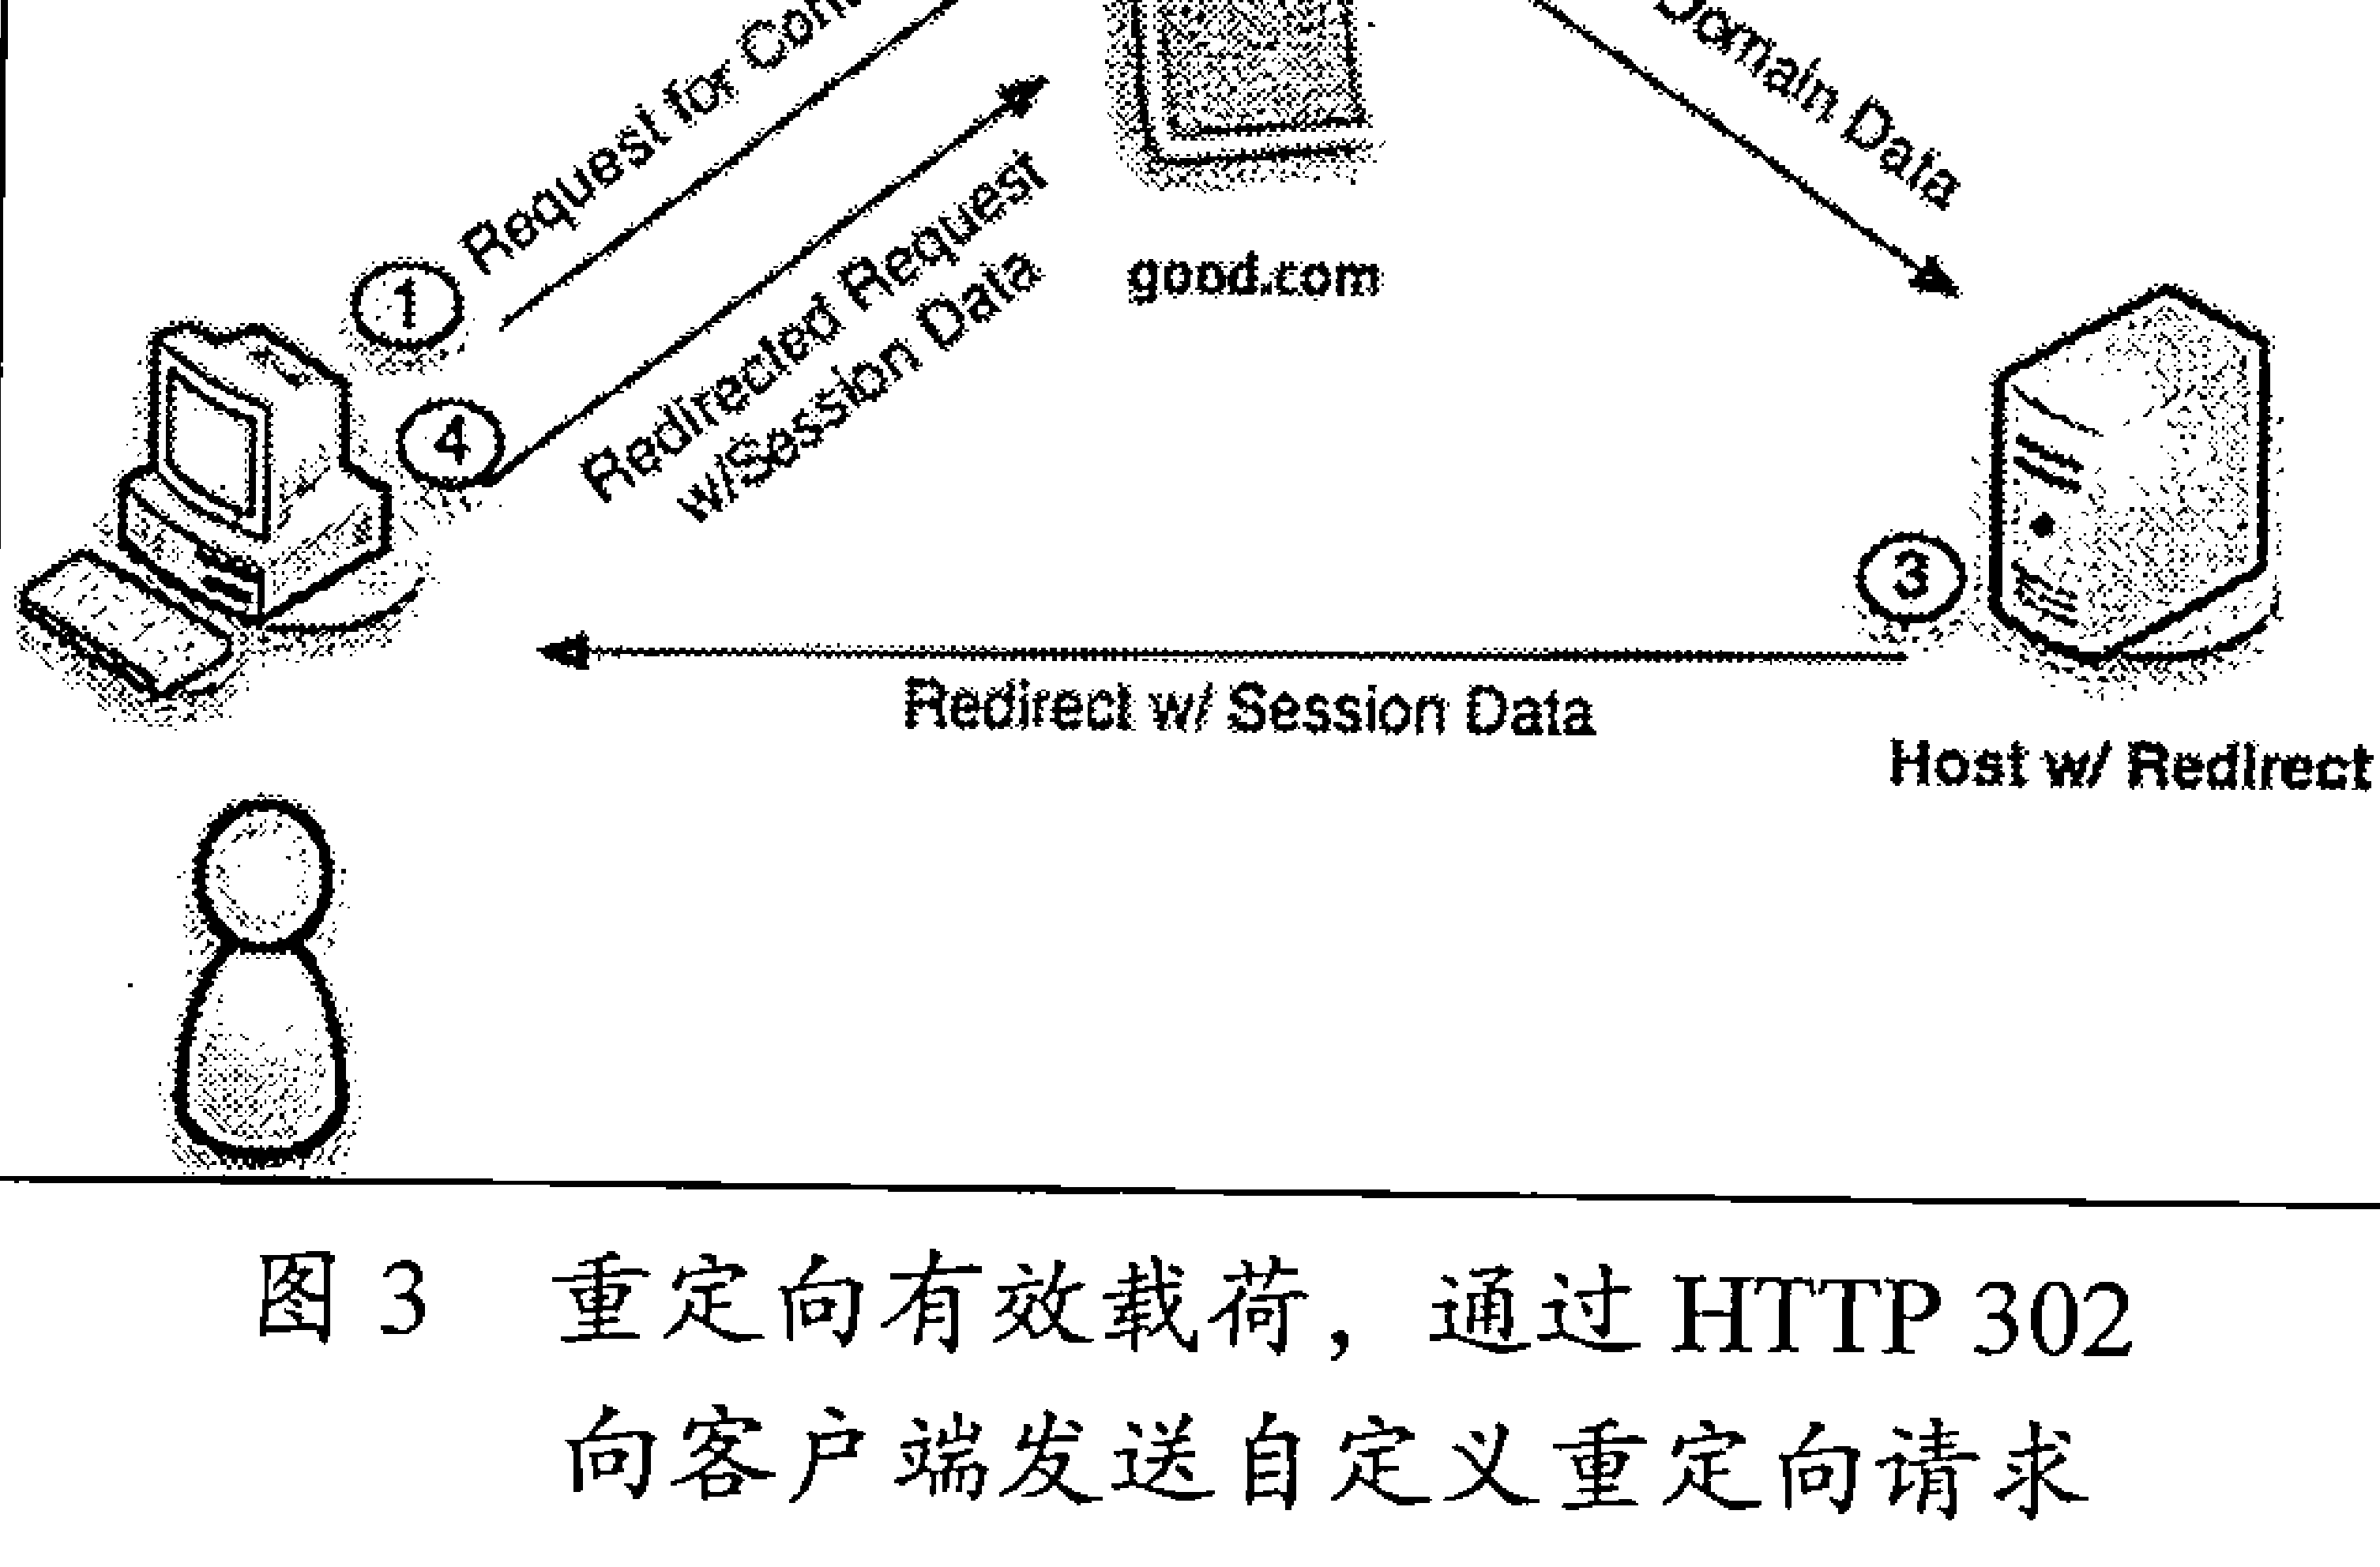 Request for
Domain Data
①
Redirected Request
w/Session Data
good.com
④
③
Redirect w/ Session Data
Host w/ Redirect
图 3 重定向有效载荷，通过 HTTP 302
向客户端发送自定义重定向请求